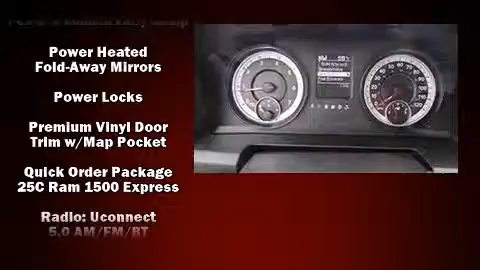 Power Heated
Fold-Away Mirrors
Power Locks
Premium Vinyl Door
Trim w/Map Pocket
Quick Order Package
25C Ram 1500 Express
Radio: Uconnect
5.0 AM/FM/BT